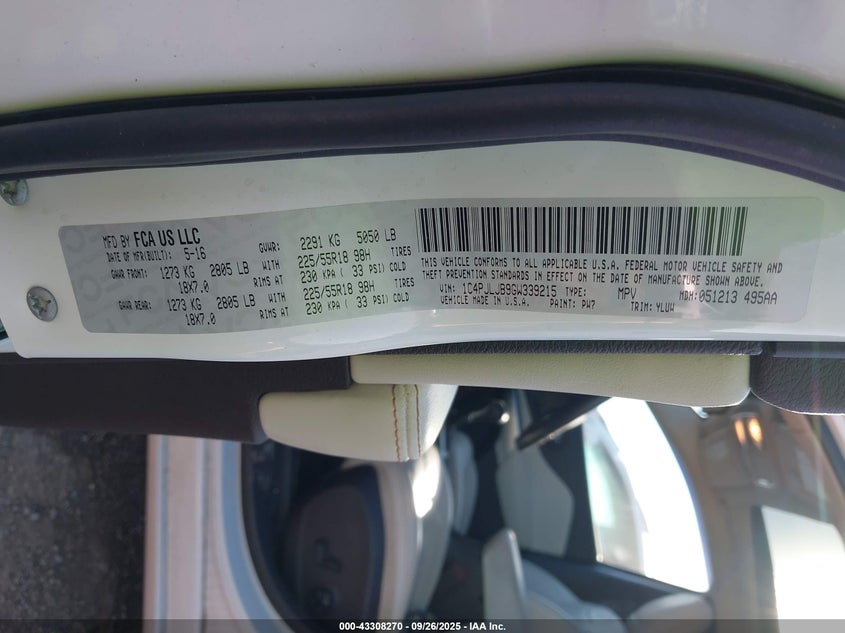 MFD BY FCA US LLC
DATE OF MFR(BUILT): 5-16 GVWR: 2291 KG 5050 LB
GAWR FRONT: 1273 KG 2805 LB WITH 225/55R18 98H TIRES
18X7.0 RIMS AT 230 KPA ( 33 PSI) COLD
GAWR REAR: 1273 KG 2805 LB WITH 225/55R18 98H TIRES
18X7.0 RIMS AT 230 KPA ( 33 PSI) COLD
THIS VEHICLE CONFORMS TO ALL APPLICABLE U.S.A. FEDERAL MOTOR VEHICLE SAFETY AND
THEFT PREVENTION STANDARDS IN EFFECT ON THE DATE OF MANUFACTURE SHOWN ABOVE.
VIN: 1C4PJLJB9GW339215 TYPE: MPV MDH:051213 495AA
VEHICLE MADE IN U.S.A. PAINT: PW7 TRIM: YLUW
000-43308270 - 09/26/2025 - IAA Inc.